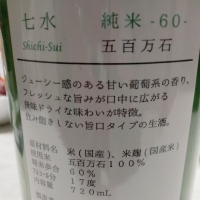 七水 純米 -60-
Shichi-Sui 五百万石
ジューシー感のある甘い葡萄系の香り、
フレッシュな旨みが口中に広がる
後味ドライな味わいが特徴。
飲み飽きしない旨口タイプの生酒。
原材料名 米(国産)、米麹(国産米)
使用米 五百万石100%
精米歩合 60%
アルコール分 17度
内容量 720mL